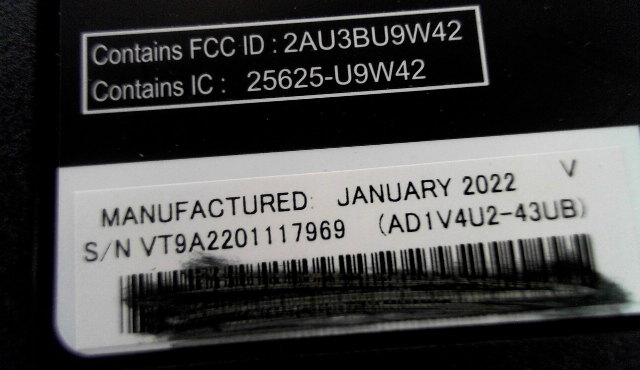 Contains FCC ID : 2AU3BU9W42
Contains IC : 25625-U9W42
MANUFACTURED: JANUARY 2022 V
S/N VT9A2201117969 (AD1V4U2-43UB)